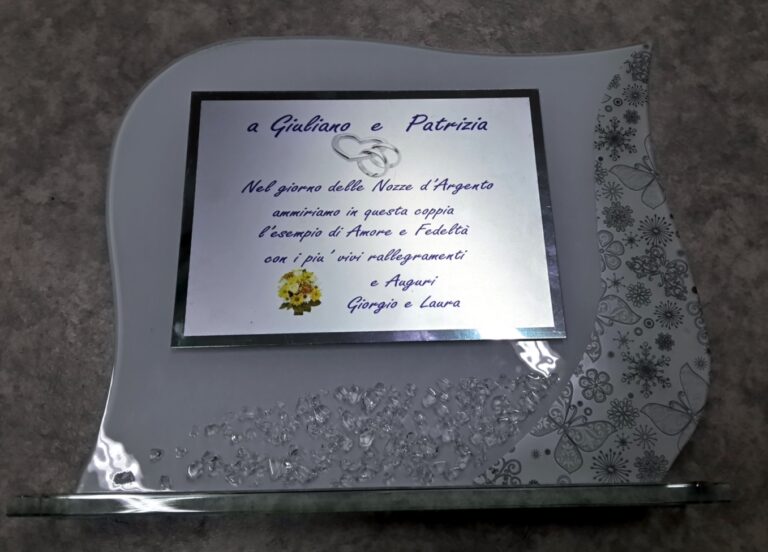 a Giuliano e Patrizia
Nel giorno delle Nozze d'Argento
ammiriamo in questa coppia
l'esempio di Amore e Fedeltà
con i piu' vivi rallegramenti
e Auguri
Giorgio e Laura